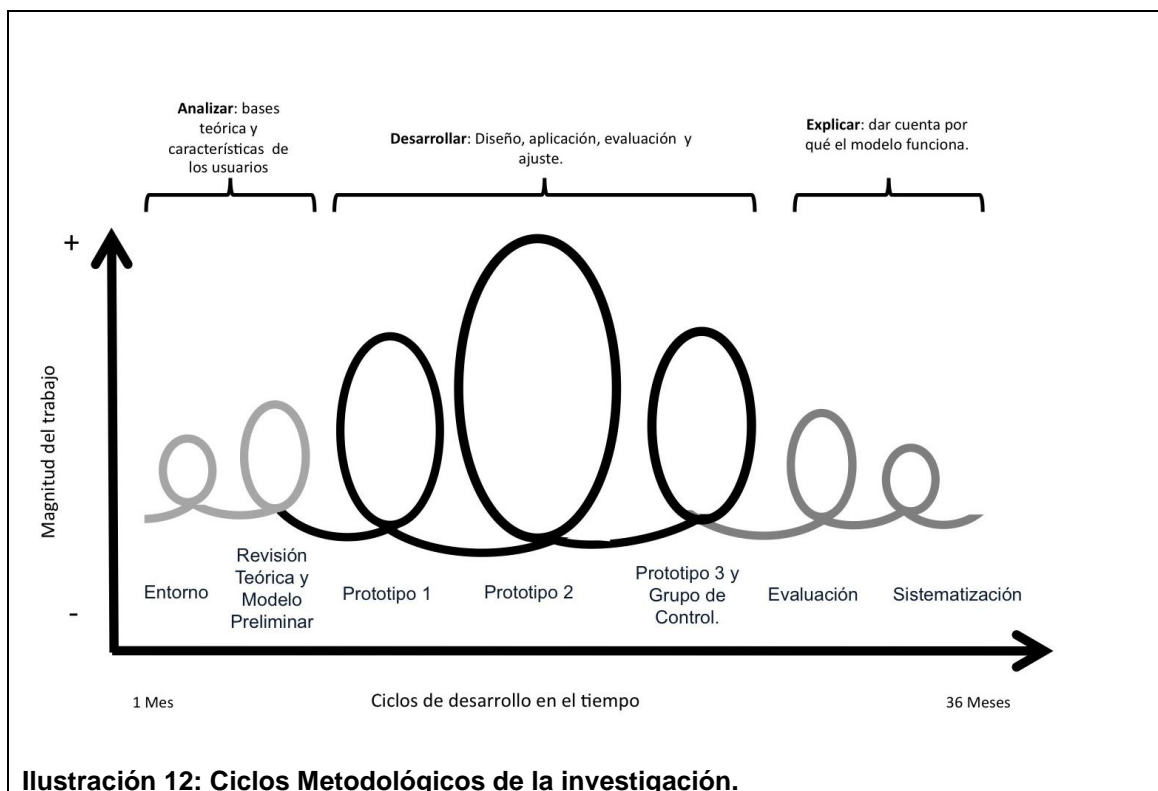 Analizar: bases
teórica y
características de
los usuarios
Desarrollar: Diseño, aplicación, evaluación y
ajuste.
Explicar: dar cuenta por
qué el modelo funciona.
+
Magnitud del trabajo
-
Entorno
Revisión
Teórica y
Modelo
Preliminar
Prototipo 1
Prototipo 2
Prototipo 3 y
Grupo de
Control.
Evaluación
Sistematización
1 Mes
Ciclos de desarrollo en el tiempo
36 Meses
Ilustración 12: Ciclos Metodológicos de la investigación.